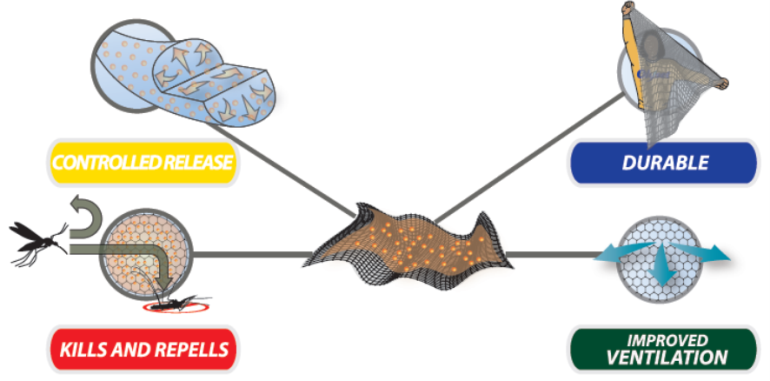 CONTROLLED RELEASE
DURABLE
KILLS AND REPELLS
IMPROVED
VENTILATION